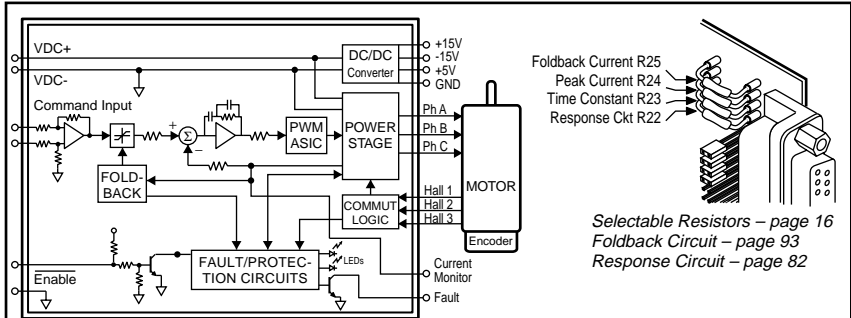 VDC+
VDC-
DC/DC
Converter
+15V
-15V
+5V
GND
Command Input
+
Σ
−
PWM
ASIC
POWER
STAGE
Ph A
Ph B
Ph C
FOLD-
BACK
COMMUT
LOGIC
Hall 1
Hall 2
Hall 3
MOTOR
Encoder
Enable
FAULT/PROTEC-
TION CIRCUITS
LEDs
Current
Monitor
Fault
Foldback Current R25
Peak Current R24
Time Constant R23
Response Ckt R22
Selectable Resistors – page 16
Foldback Circuit – page 93
Response Circuit – page 82